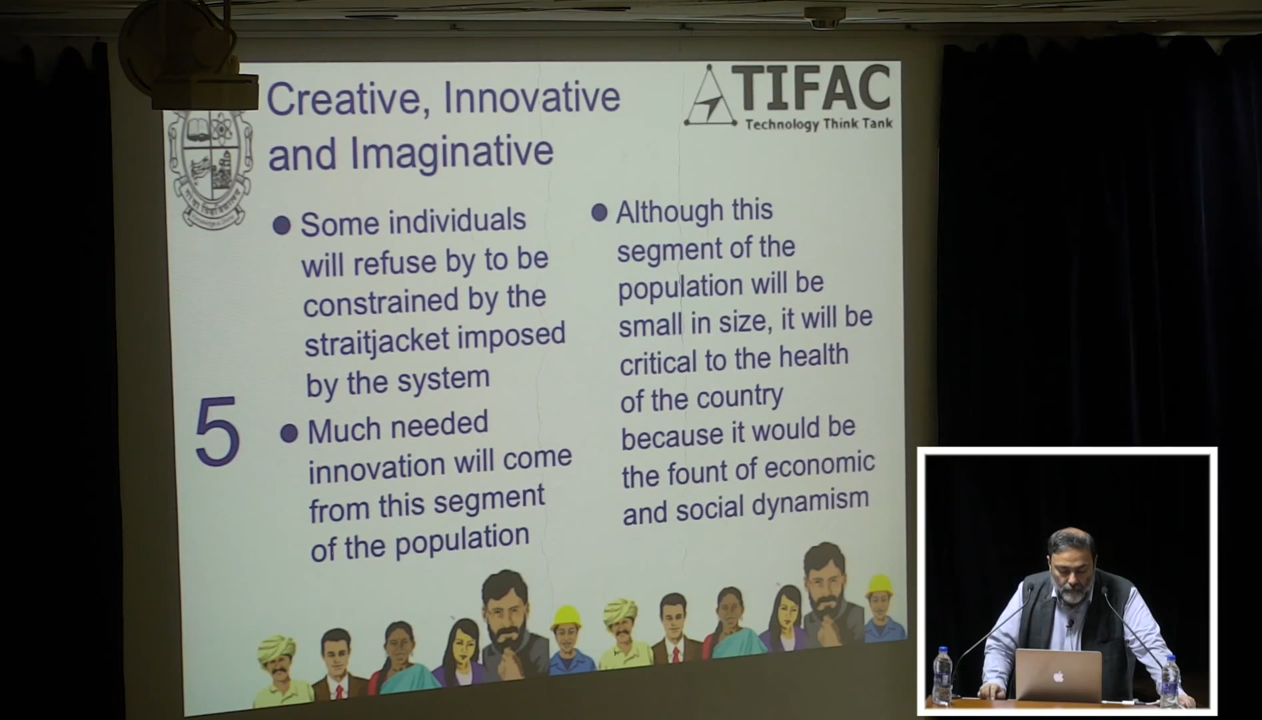 Creative, Innovative
and Imaginative
TIFAC
Technology Think Tank
5
● Some individuals
will refuse by to be
constrained by the
straitjacket imposed
by the system
● Much needed
innovation will come
from this segment
of the population
● Although this
segment of the
population will be
small in size, it will be
critical to the health
of the country
because it would be
the fount of economic
and social dynamism